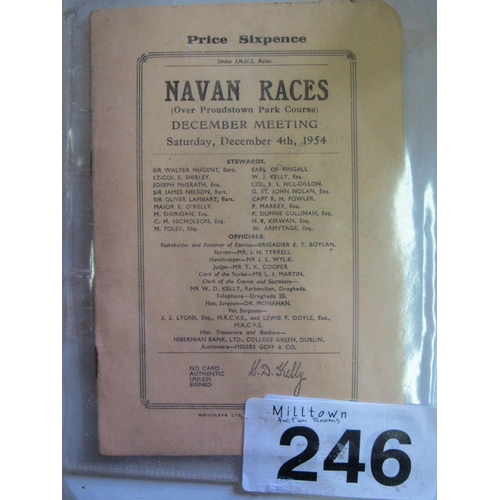 Price Sixpence
Under I.N.H.S. Rules
NAVAN RACES
(Over Proudstown Park Course)
DECEMBER MEETING
Saturday, December 4th, 1954
STEWARDS.
SIR WALTER NUGENT, Bart. EARL OF FINGALL
LT-COL E. SHIRLEY. W. J. KELLY, Esq.
JOSEPH McGRATH, Esq. COL. S. S. HILL-DILLON.
SIR JAMES NELSON, Bart. G. ST. JOHN NOLAN, Esq.
SIR OLIVER LAMBART, Bart. CAPT R. H. FOWLER.
MAJOR E. O'KELLY. P. MARKEY, Esq.
M. SHERIDAN, Esq. P. DUNNE CULLINAN, Esq.
C. H. NICHOLSON, Esq. H. B. KIRWAN, Esq.
M. FOLEY, Esq. W. ARMYTAGE, Esq.
OFFICIALS.
Stakeholder and Receiver of Entries—BRIGADIER E. T. BOYLAN.
Starter—MR. J. H. TYRRELL
Handicapper—MR J. E. WYLIE.
Judge—MR T. K. COOPER
Clerk of the Scales—MR L. J. MARTIN.
Clerk of the Course and Secretary—
MR W. D. KELLY, Rathmullen, Drogheda.
Telephone—Drogheda 20.
Hon. Surgeon—DR. MONAHAN.
Vet. Surgeons—
J. J. LYONS, Esq., M.R.C.V.S., and LEWIS F. DOYLE, Esq.,
M.R.C.V.S.
Hon. Treasurers and Bankers—
HIBERNIAN BANK, LTD., COLLEGE GREEN, DUBLIN.
Auctioneers—MESSRS GOFF & CO.
NO CARD
AUTHENTIC
UNLESS
SIGNED
W. D. Kelly
Milltown
Auction Rooms
246